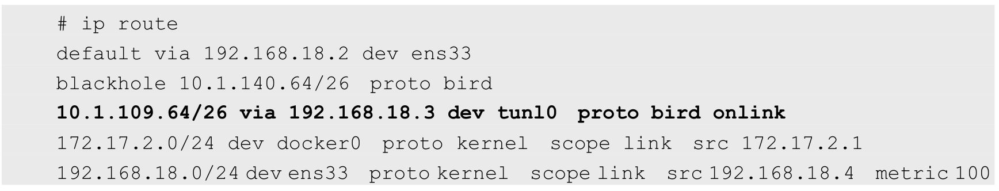 # ip route
default via 192.168.18.2 dev ens33
blackhole 10.1.140.64/26 proto bird
10.1.109.64/26 via 192.168.18.3 dev tunl0 proto bird onlink
172.17.2.0/24 dev docker0 proto kernel scope link src 172.17.2.1
192.168.18.0/24 dev ens33 proto kernel scope link src 192.168.18.4 metric 100